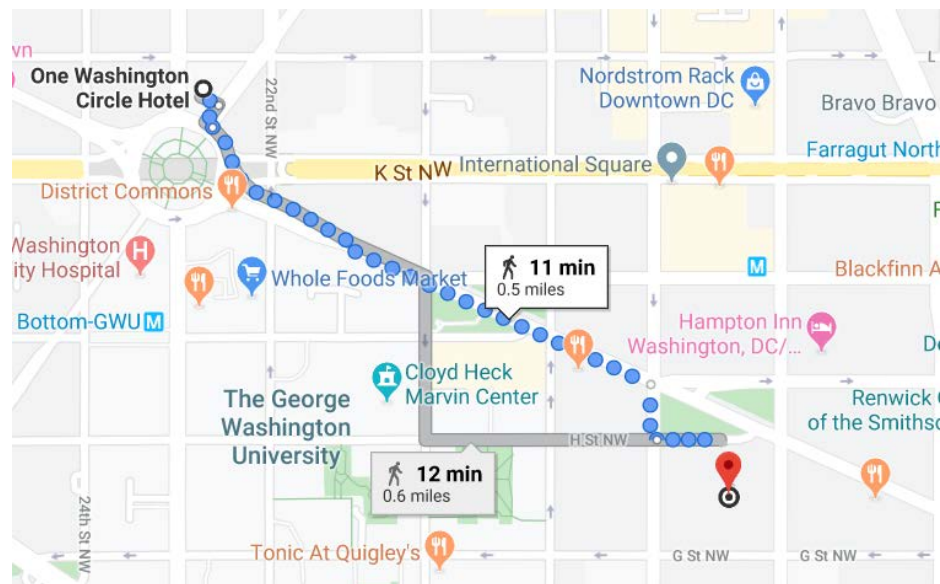 wn
One Washington
Circle Hotel
22nd St NW
L
Nordstrom Rack
Downtown DC
Bravo Bravo
K St NW
International Square
Farragut North
District Commons
F
Washington
ity Hospital
H
Whole Foods Market
11 min
0.5 miles
M
Blackfinn A
Bottom-GWU M
Hampton Inn
Washington, DC/...
De
Cloyd Heck
Marvin Center
The George
Washington
University
Renwick G
of the Smithso
H St NW
12 min
0.6 miles
24th St NW
Tonic At Quigley's
G St NW
G St NW